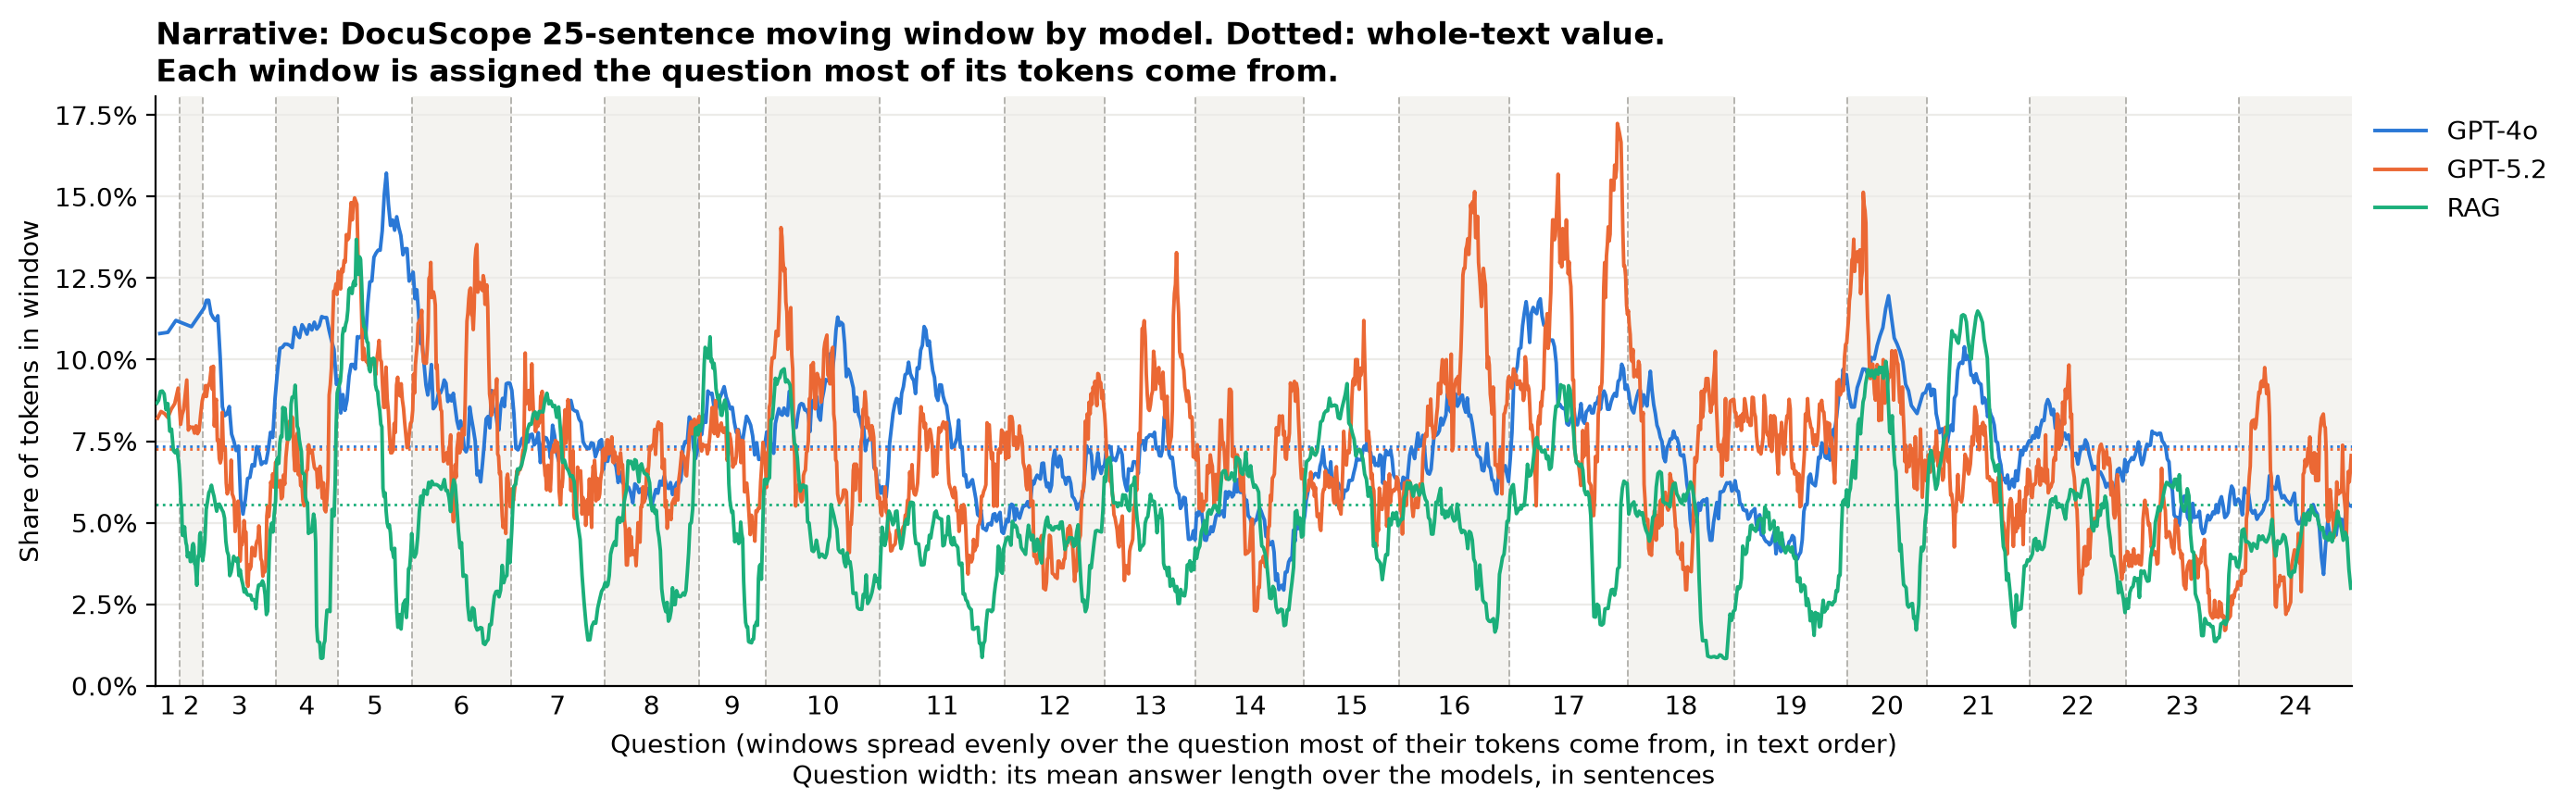 Narrative: DocuScope 25-sentence moving window by model. Dotted: whole-text value.
Each window is assigned the question most of its tokens come from.
17.5%
15.0%
12.5%
10.0%
7.5%
5.0%
2.5%
0.0%
Share of tokens in window
GPT-4o
GPT-5.2
RAG
1 2 3 4 5 6 7 8 9 10 11 12 13 14 15 16 17 18 19 20 21 22 23 24
Question (windows spread evenly over the question most of their tokens come from, in text order)
Question width: its mean answer length over the models, in sentences